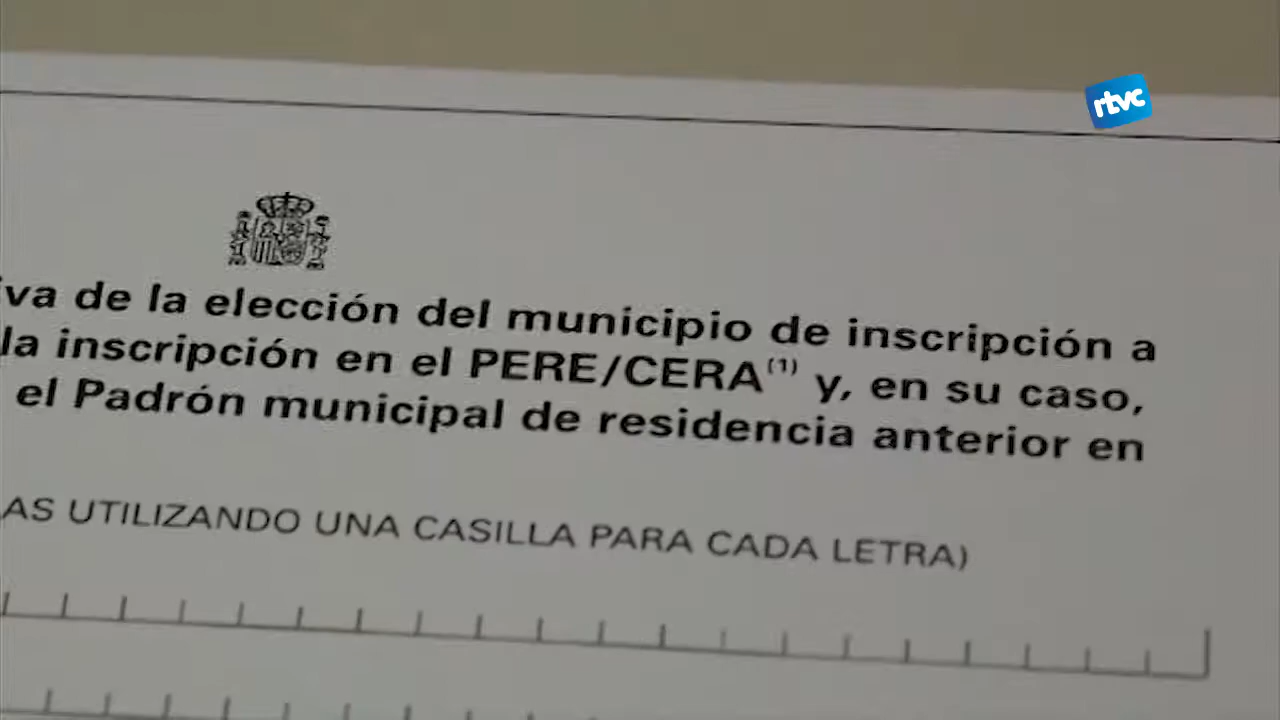 rtvc
iva de la elección del municipio de inscripción a
la inscripción en el PERE/CERA(1) y, en su caso,
el Padrón municipal de residencia anterior en
AS UTILIZANDO UNA CASILLA PARA CADA LETRA)